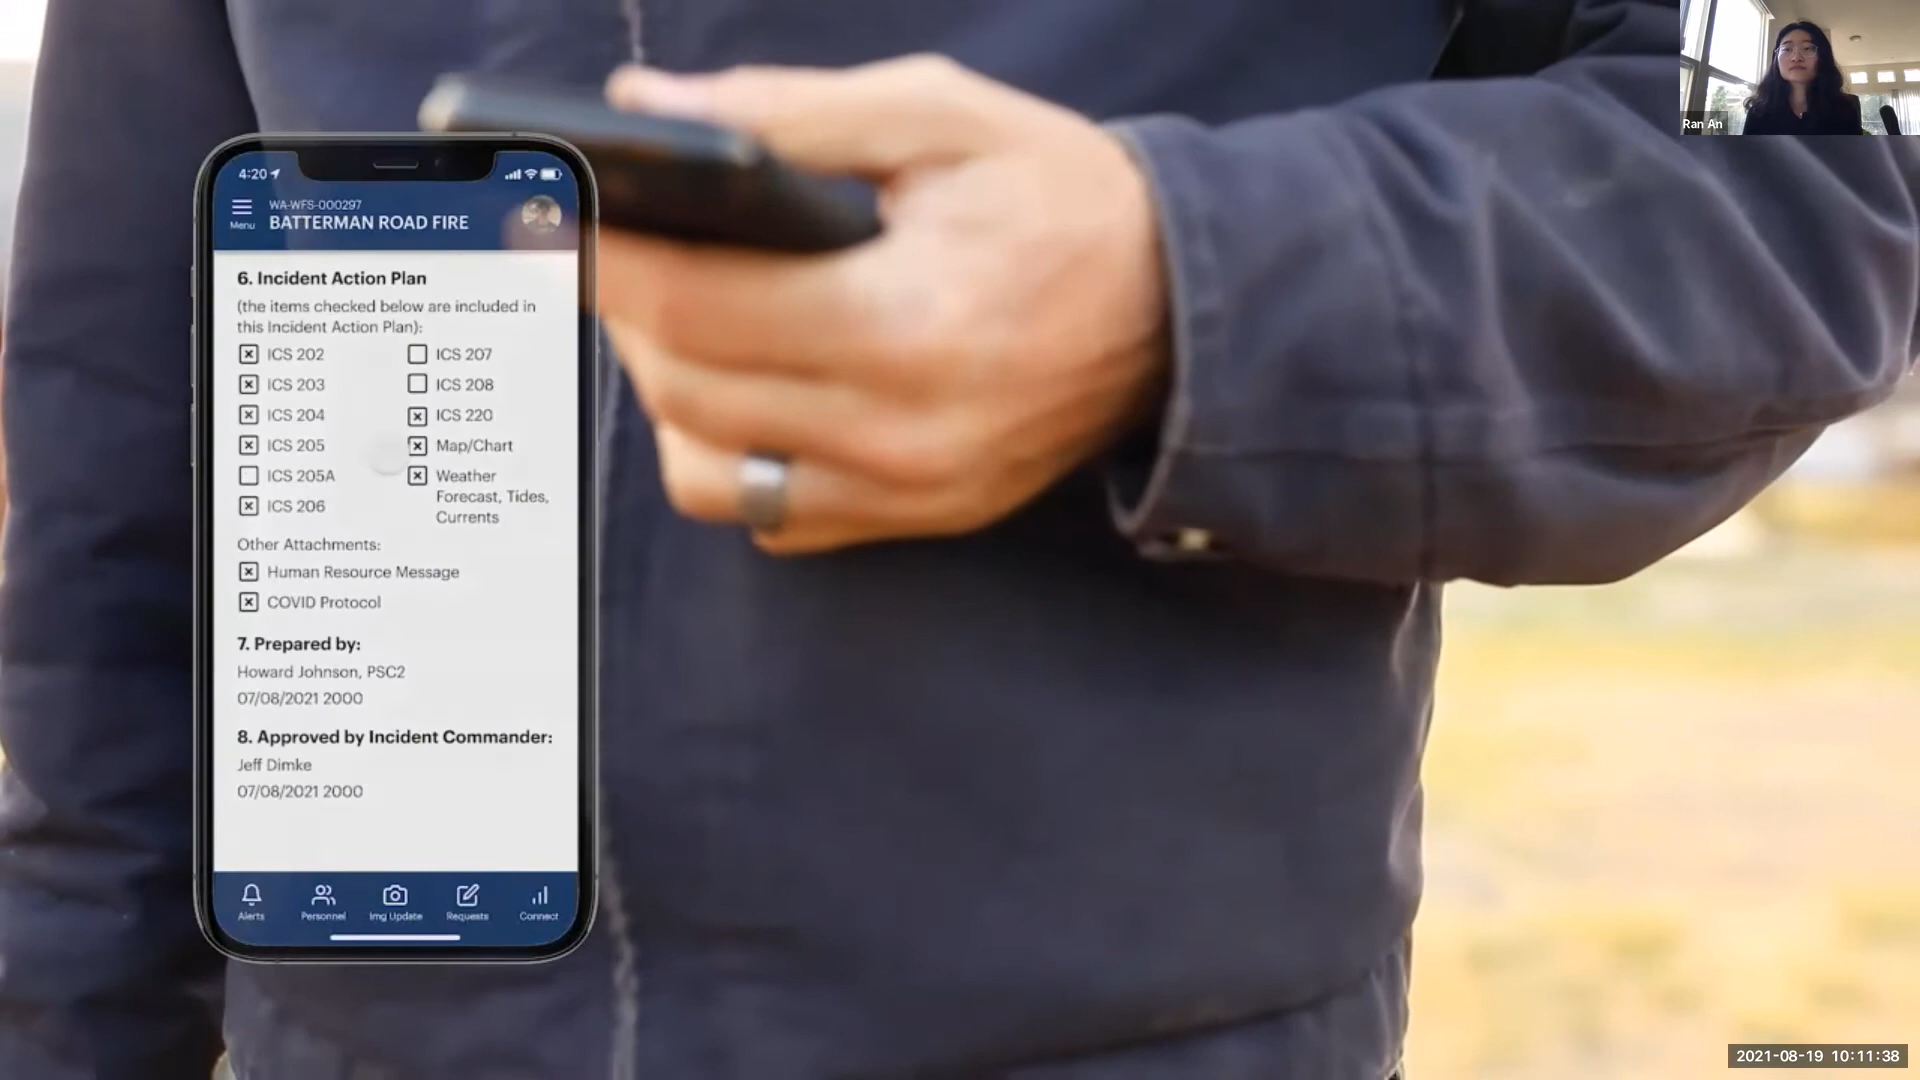 4:20
WA-WFS-000297
BATTERMAN ROAD FIRE
Menu
6. Incident Action Plan
(the items checked below are included in
this Incident Action Plan):
ICS 202
ICS 203
ICS 204
ICS 205
ICS 205A
ICS 206
ICS 207
ICS 208
ICS 220
Map/Chart
Weather
Forecast, Tides,
Currents
Other Attachments:
Human Resource Message
COVID Protocol
7. Prepared by:
Howard Johnson, PSC2
07/08/2021 2000
8. Approved by Incident Commander:
Jeff Dimke
07/08/2021 2000
Alerts
Personnel
Img Update
Requests
Connect
Ran An
2021-08-19 10:11:38